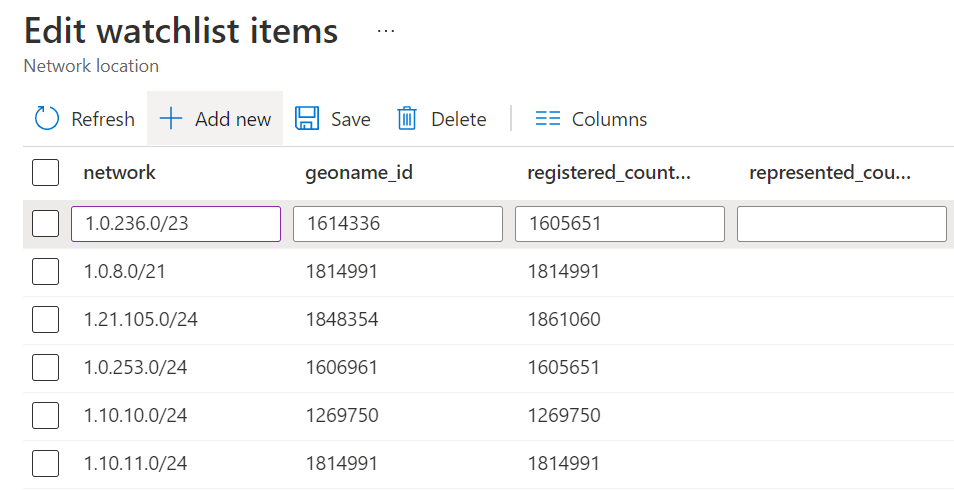 Edit watchlist items ...
Network location
Refresh Add new Save Delete Columns
network geoname_id registered_count... represented_cou...
1.0.236.0/23 1614336 1605651
1.0.8.0/21 1814991 1814991
1.21.105.0/24 1848354 1861060
1.0.253.0/24 1606961 1605651
1.10.10.0/24 1269750 1269750
1.10.11.0/24 1814991 1814991